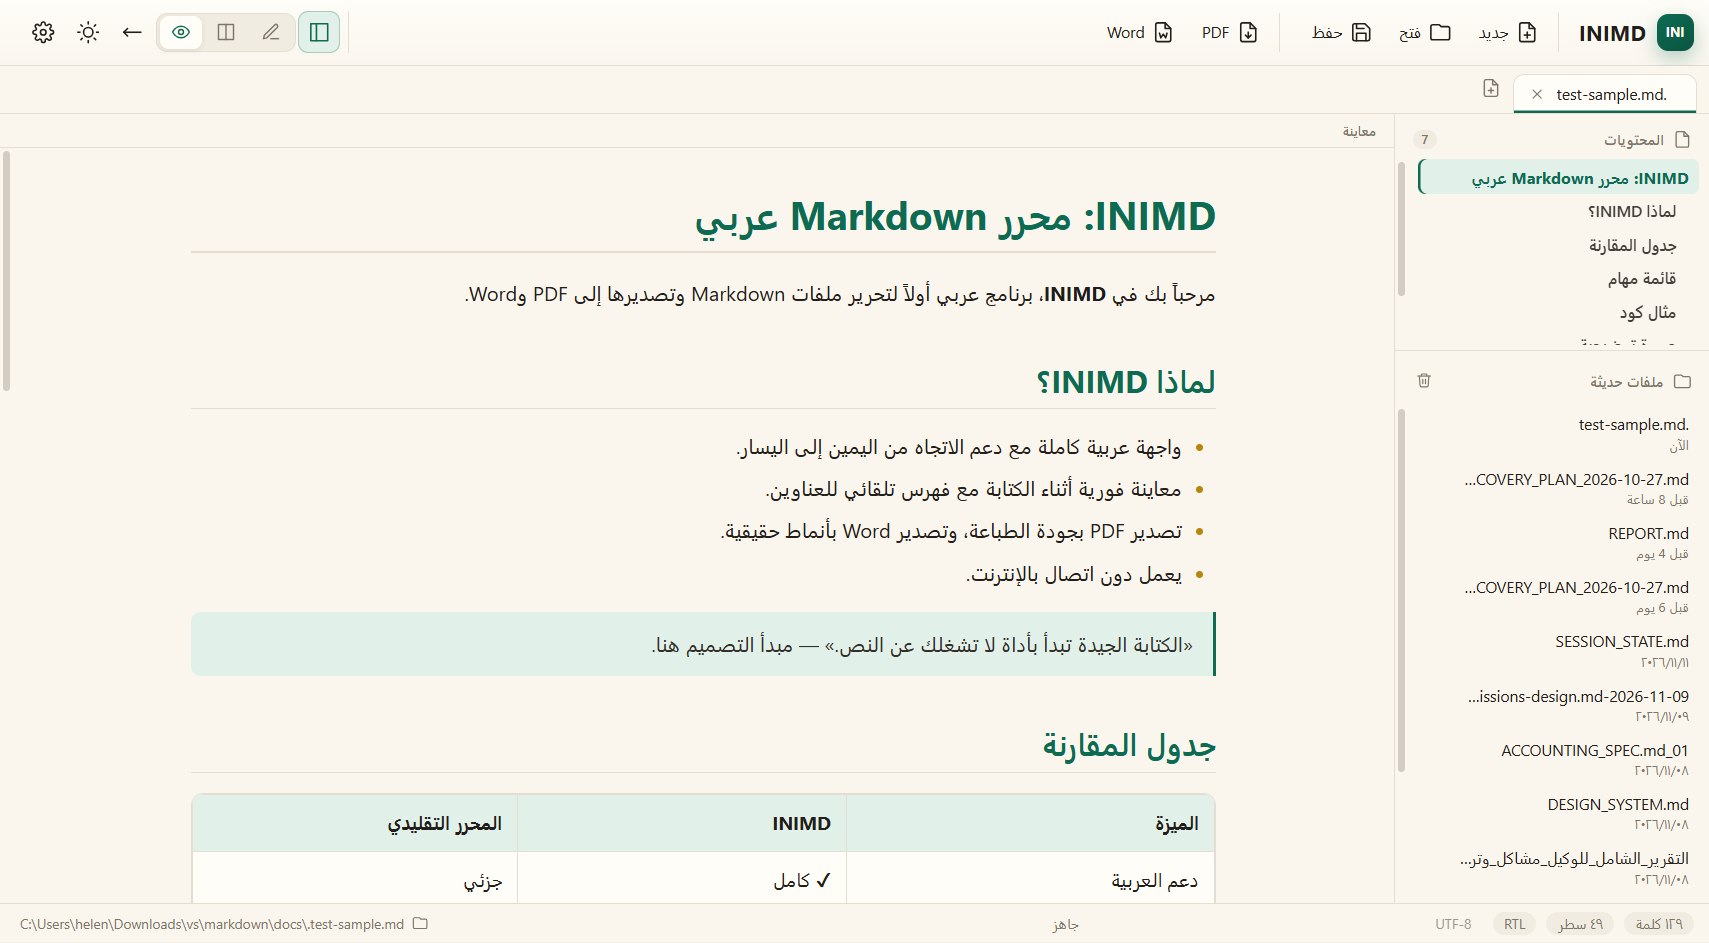 INI INIMD
جديد
فتح
حفظ
PDF
Word
test-sample.md.
المحتويات 7
INIMD: محرر Markdown عربي
لماذا INIMD؟
جدول المقارنة
قائمة مهام
مثال كود
ملفات حديثة
test-sample.md.
الآن
...COVERY_PLAN_2026-10-27.md
قبل 8 ساعة
REPORT.md
قبل 4 يوم
...COVERY_PLAN_2026-10-27.md
قبل 6 يوم
SESSION_STATE.md
٢٠٢٦/١١/١١
...issions-design.md-2026-11-09
٢٠٢٦/١١/٠٩
ACCOUNTING_SPEC.md_01
٢٠٢٦/١١/٠٨
DESIGN_SYSTEM.md
٢٠٢٦/١١/٠٨
التقرير_الشامل_للوكيل_مشاكل_وتر...
٢٠٢٦/١١/٠٨
معاينة
INIMD: محرر Markdown عربي
مرحباً بك في INIMD، برنامج عربي أولاً لتحرير ملفات Markdown وتصديرها إلى PDF وWord.
لماذا INIMD؟
واجهة عربية كاملة مع دعم الاتجاه من اليمين إلى اليسار.
معاينة فورية أثناء الكتابة مع فهرس تلقائي للعناوين.
تصدير PDF بجودة الطباعة، وتصدير Word بأنماط حقيقية.
يعمل دون اتصال بالإنترنت.
«الكتابة الجيدة تبدأ بأداة لا تشغلك عن النص.» — مبدأ التصميم هنا.
جدول المقارنة
الميزة INIMD المحرر التقليدي
دعم العربية ✓ كامل جزئي
١٢٩ كلمة ٤٩ سطر RTL UTF-8
جاهز
C:\Users\helen\Downloads\vs\markdown\docs\.test-sample.md